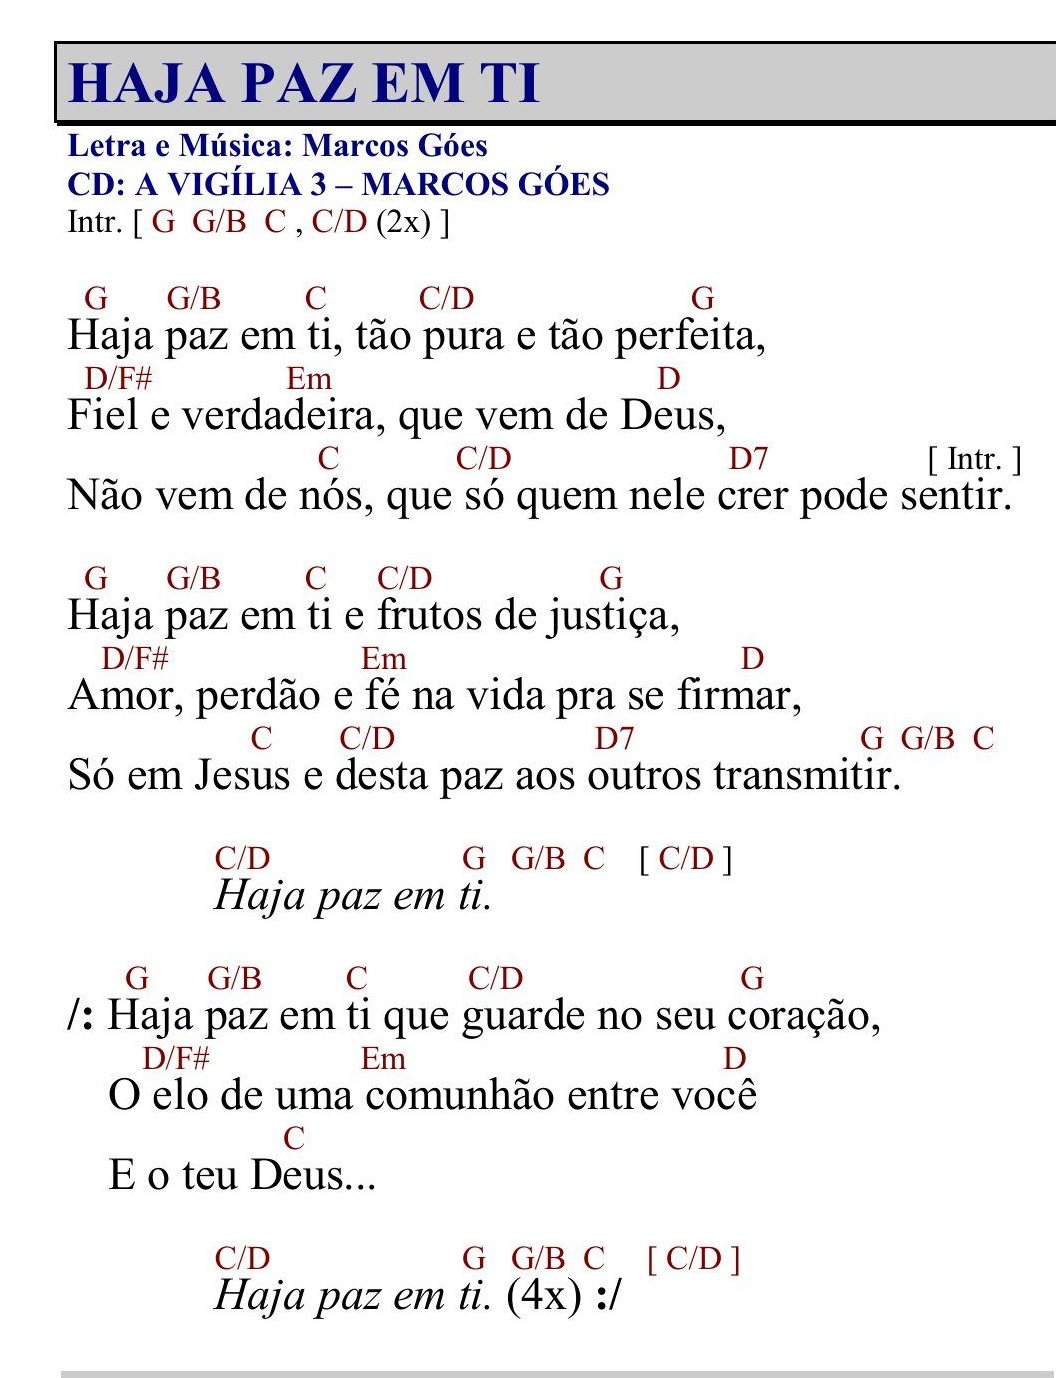 HAJA PAZ EM TI
Letra e Música: Marcos Góes
CD: A VIGÍLIA 3 – MARCOS GÓES
Intr. [ G G/B C , C/D (2x) ]
G G/B C C/D G
Haja paz em ti, tão pura e tão perfeita,
D/F# Em D
Fiel e verdadeira, que vem de Deus,
C C/D D7 [ Intr. ]
Não vem de nós, que só quem nele crer pode sentir.
G G/B C C/D G
Haja paz em ti e frutos de justiça,
D/F# Em D
Amor, perdão e fé na vida pra se firmar,
C C/D D7 G G/B C
Só em Jesus e desta paz aos outros transmitir.
C/D G G/B C [ C/D ]
Haja paz em ti.
G G/B C C/D G
/: Haja paz em ti que guarde no seu coração,
D/F# Em D
O elo de uma comunhão entre você
C
E o teu Deus...
C/D G G/B C [ C/D ]
Haja paz em ti. (4x) :/